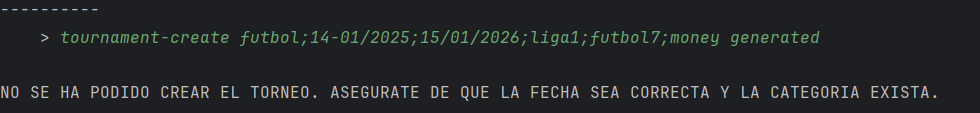 ----------
> tournament-create futbol;14-01/2025;15/01/2026;liga1;futbol7;money generated
NO SE HA PODIDO CREAR EL TORNEO. ASEGURATE DE QUE LA FECHA SEA CORRECTA Y LA CATEGORIA EXISTA.